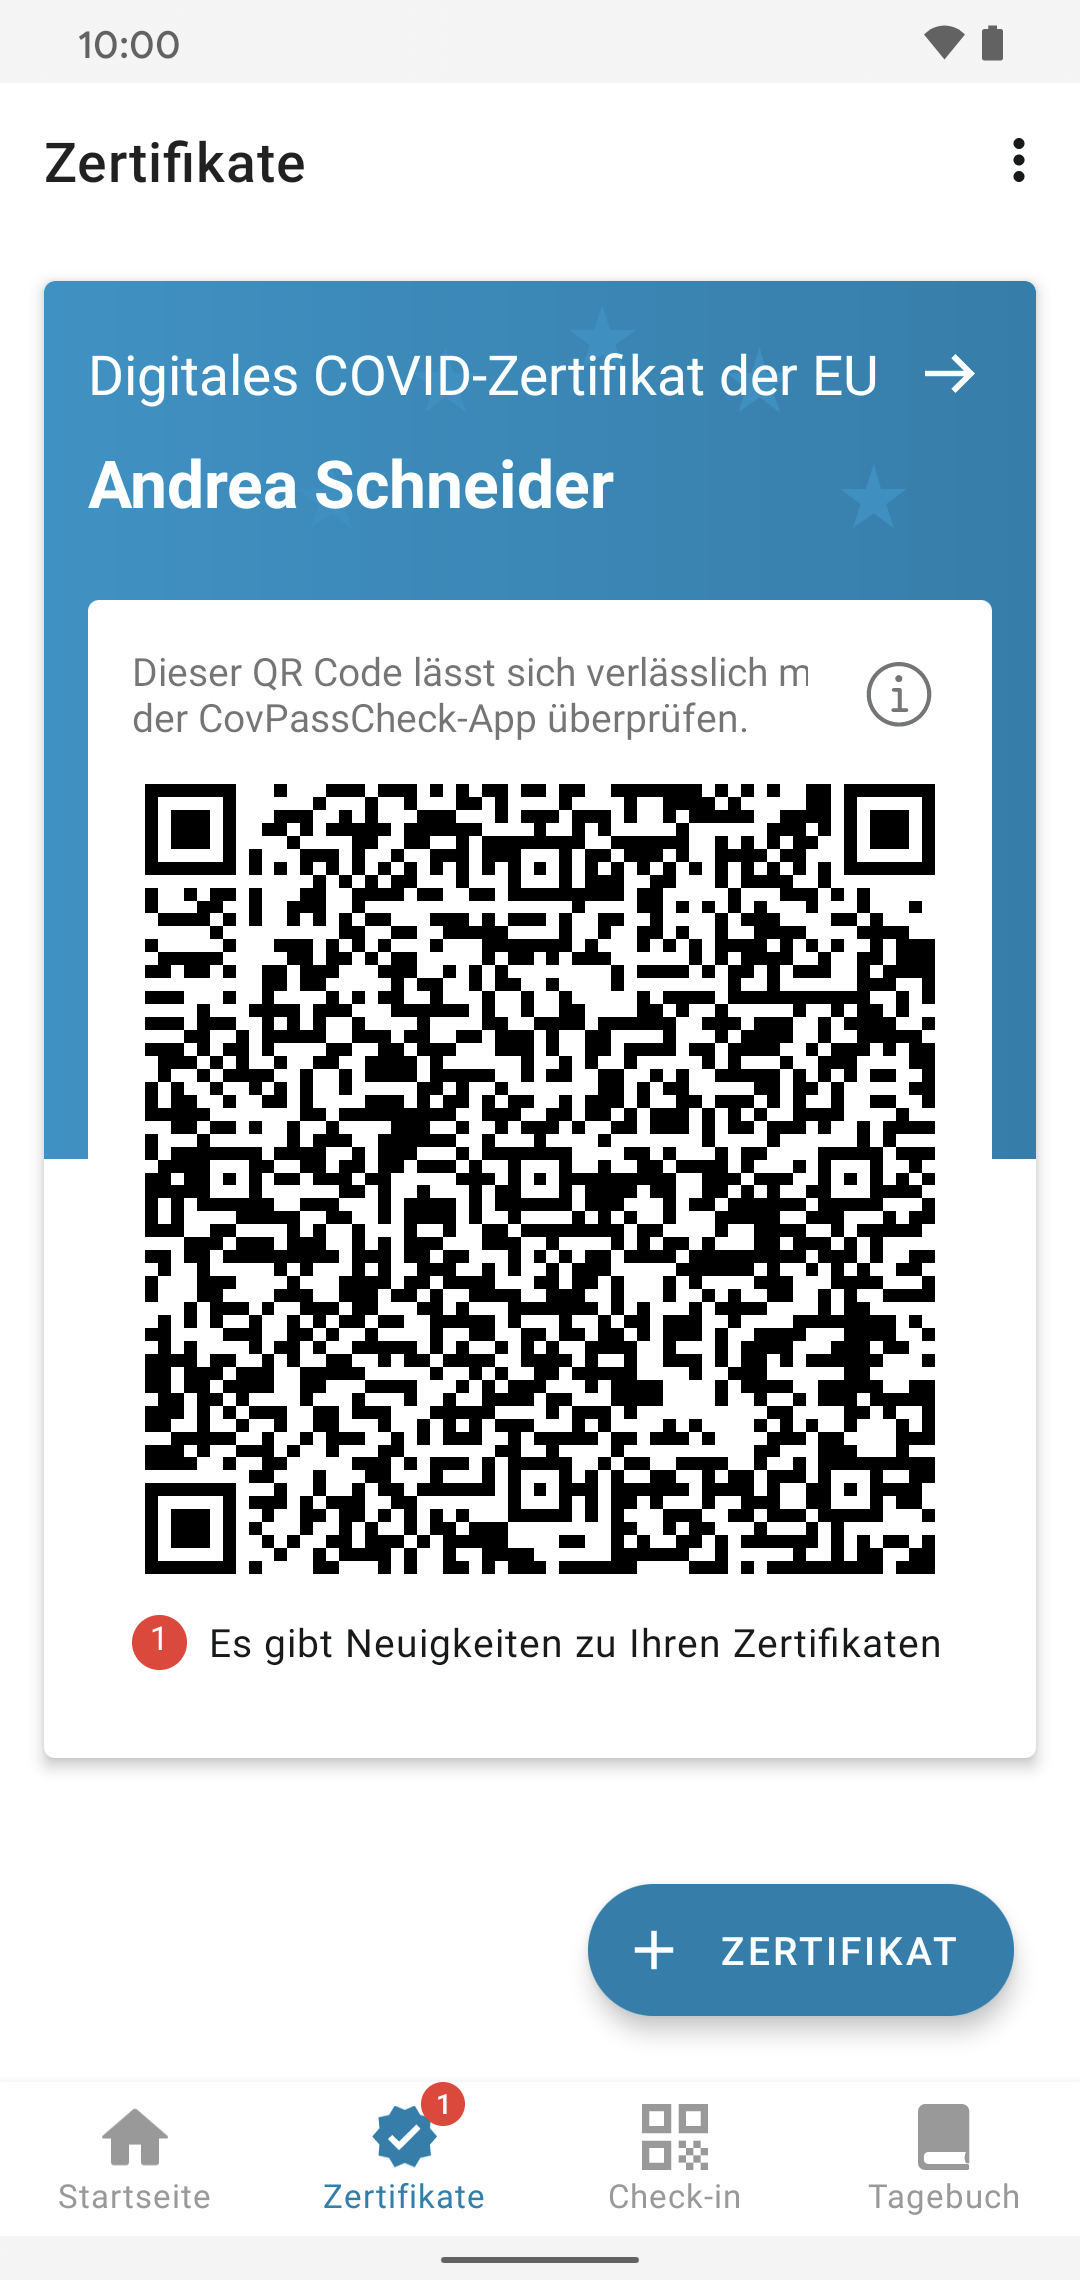 10:00
Zertifikate
Digitales COVID-Zertifikat der EU
Andrea Schneider
Dieser QR Code lässt sich verlässlich m
der CovPassCheck-App überprüfen.
1 Es gibt Neuigkeiten zu Ihren Zertifikaten
+ ZERTIFIKAT
1
Startseite Zertifikate Check-in Tagebuch